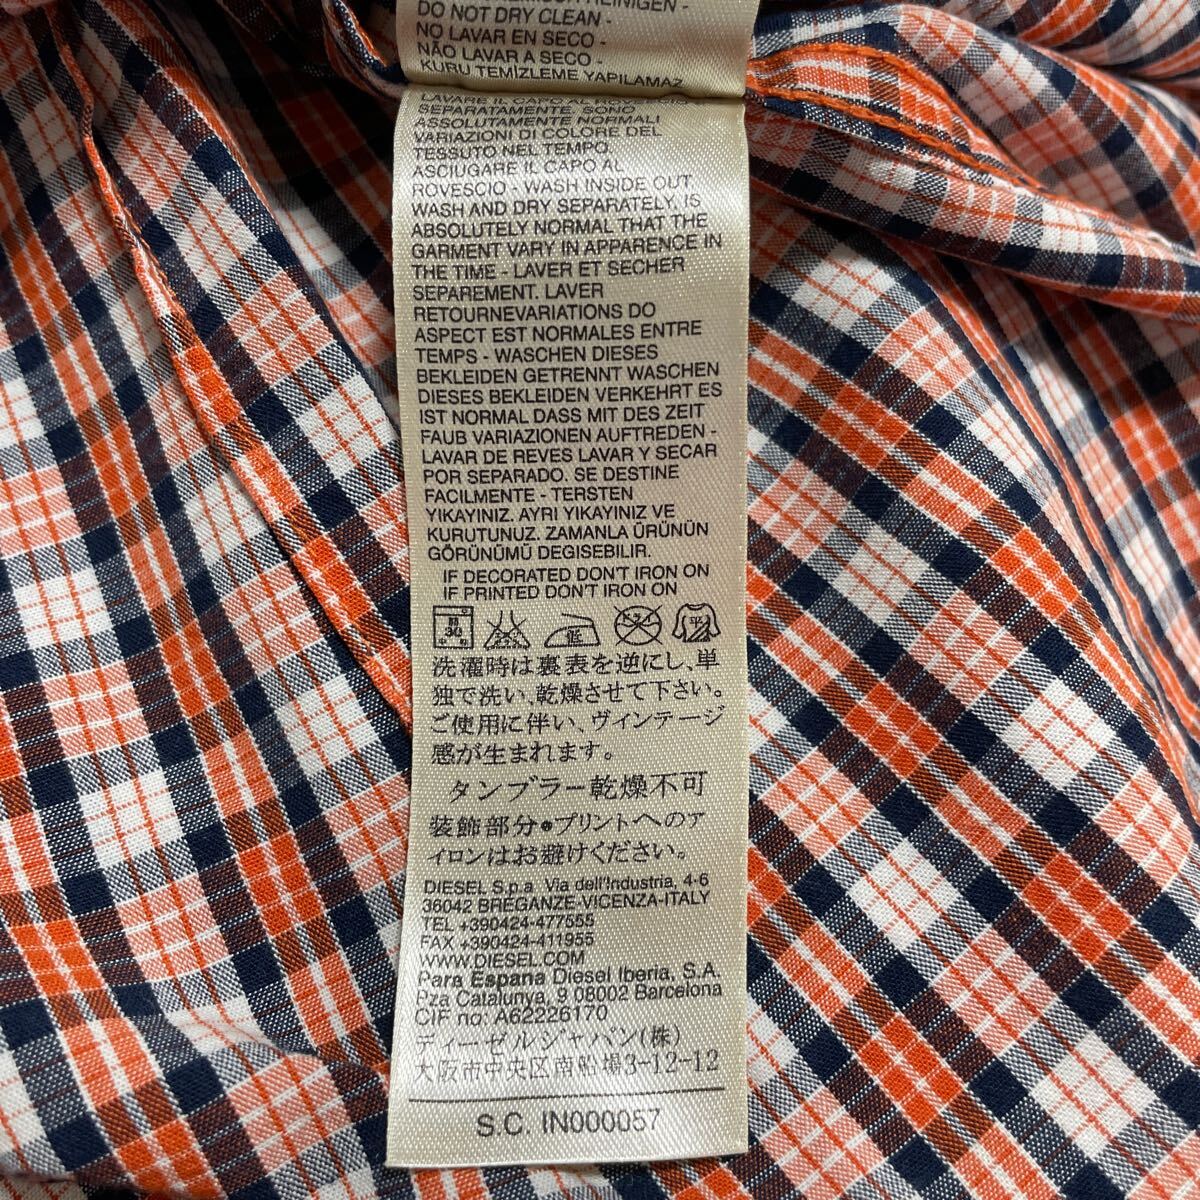 REINIGEN -
DO NOT DRY CLEAN -
NO LAVAR EN SECO -
NÃO LAVAR A SECO -
KURU TEMIZLEME YAPILAMAZ
LAVARE IL CAPO AL
SEPARATAMENTE. SONO
ASSOLUTAMENTE NORMALI
VARIAZIONI DI COLORE DEL
TESSUTO NEL TEMPO.
ASCIUGARE IL CAPO AL
ROVESCIO - WASH INSIDE OUT.
WASH AND DRY SEPARATELY. IS
ABSOLUTELY NORMAL THAT THE
GARMENT VARY IN APPARENCE IN
THE TIME - LAVER ET SECHER
SEPAREMENT. LAVER
RETOURNEVARIATIONS DO
ASPECT EST NORMALES ENTRE
TEMPS - WASCHEN DIESES
BEKLEIDEN GETRENNT WASCHEN
DIESES BEKLEIDEN VERKEHRT ES
IST NORMAL DASS MIT DES ZEIT
FAUB VARIAZIONEN AUFTREDEN -
LAVAR DE REVES LAVAR Y SECAR
POR SEPARADO. SE DESTINE
FACILMENTE - TERSTEN
YIKAYINIZ. AYRI YIKAYINIZ VE
KURUTUNUZ. ZAMANLA ÜRÜNÜN
GÖRÜNÜMÜ DEGISEBILIR.
IF DECORATED DON'T IRON ON
IF PRINTED DON'T IRON ON
30 低 エンソ 平
洗濯時は裏表を逆にし、単
独で洗い、乾燥させて下さい。
ご使用に伴い、ヴィンテージ
感が生まれます。
タンブラー乾燥不可
装飾部分●プリントへのア
イロンはお避けください。
DIESEL S.p.a Via dell'Industria, 4-6
36042 BREGANZE-VICENZA-ITALY
TEL +390424-477555
FAX +390424-411955
WWW.DIESEL.COM
Para Espana Diesel Iberia, S.A.
Pza Catalunya, 9 08002 Barcelona
CIF no: A62226170
ディーゼルジャパン(株)
大阪市中央区南船場3-12-12
S.C. IN000057